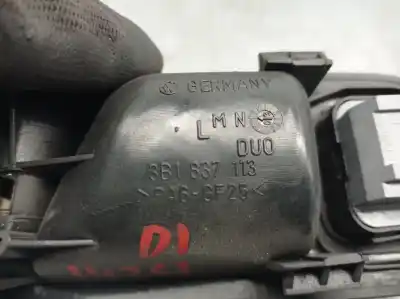 GERMANY
L M N
DUO
3B1 837 113
>PA6-GF25<
D1